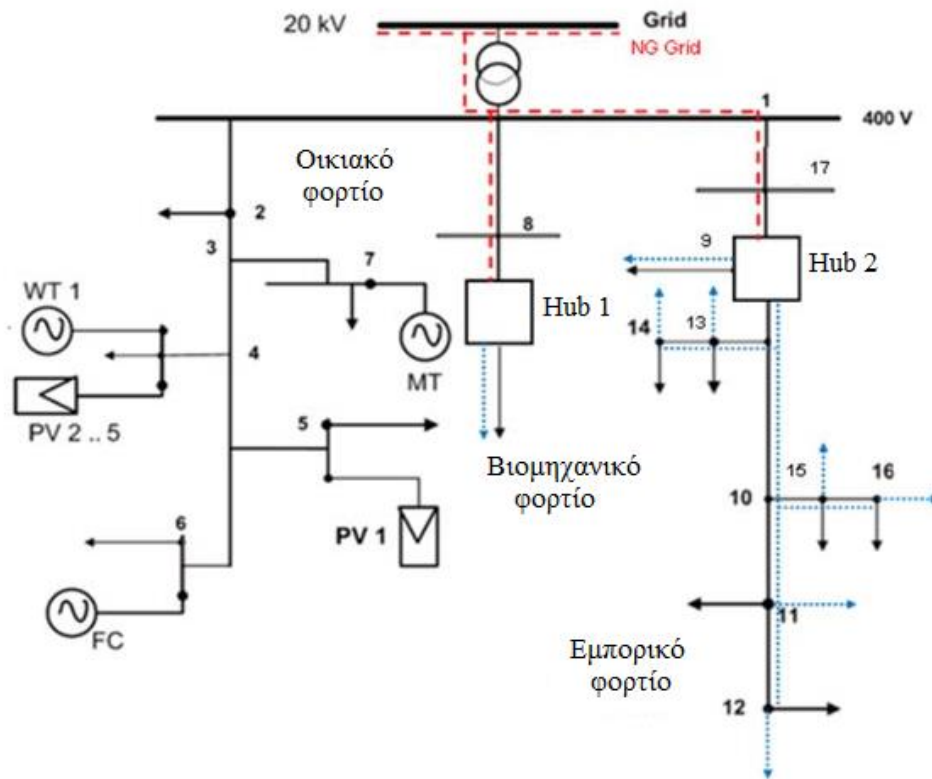 20 kV
Grid
NG Grid
1
400 V
Οικιακό
φορτίο
17
2
8
9
3
7
Hub 2
WT 1
Hub 1
14
13
4
MT
PV 2 .. 5
5
Βιομηχανικό
φορτίο
15
16
10
PV 1
6
11
FC
Εμπορικό
φορτίο
12